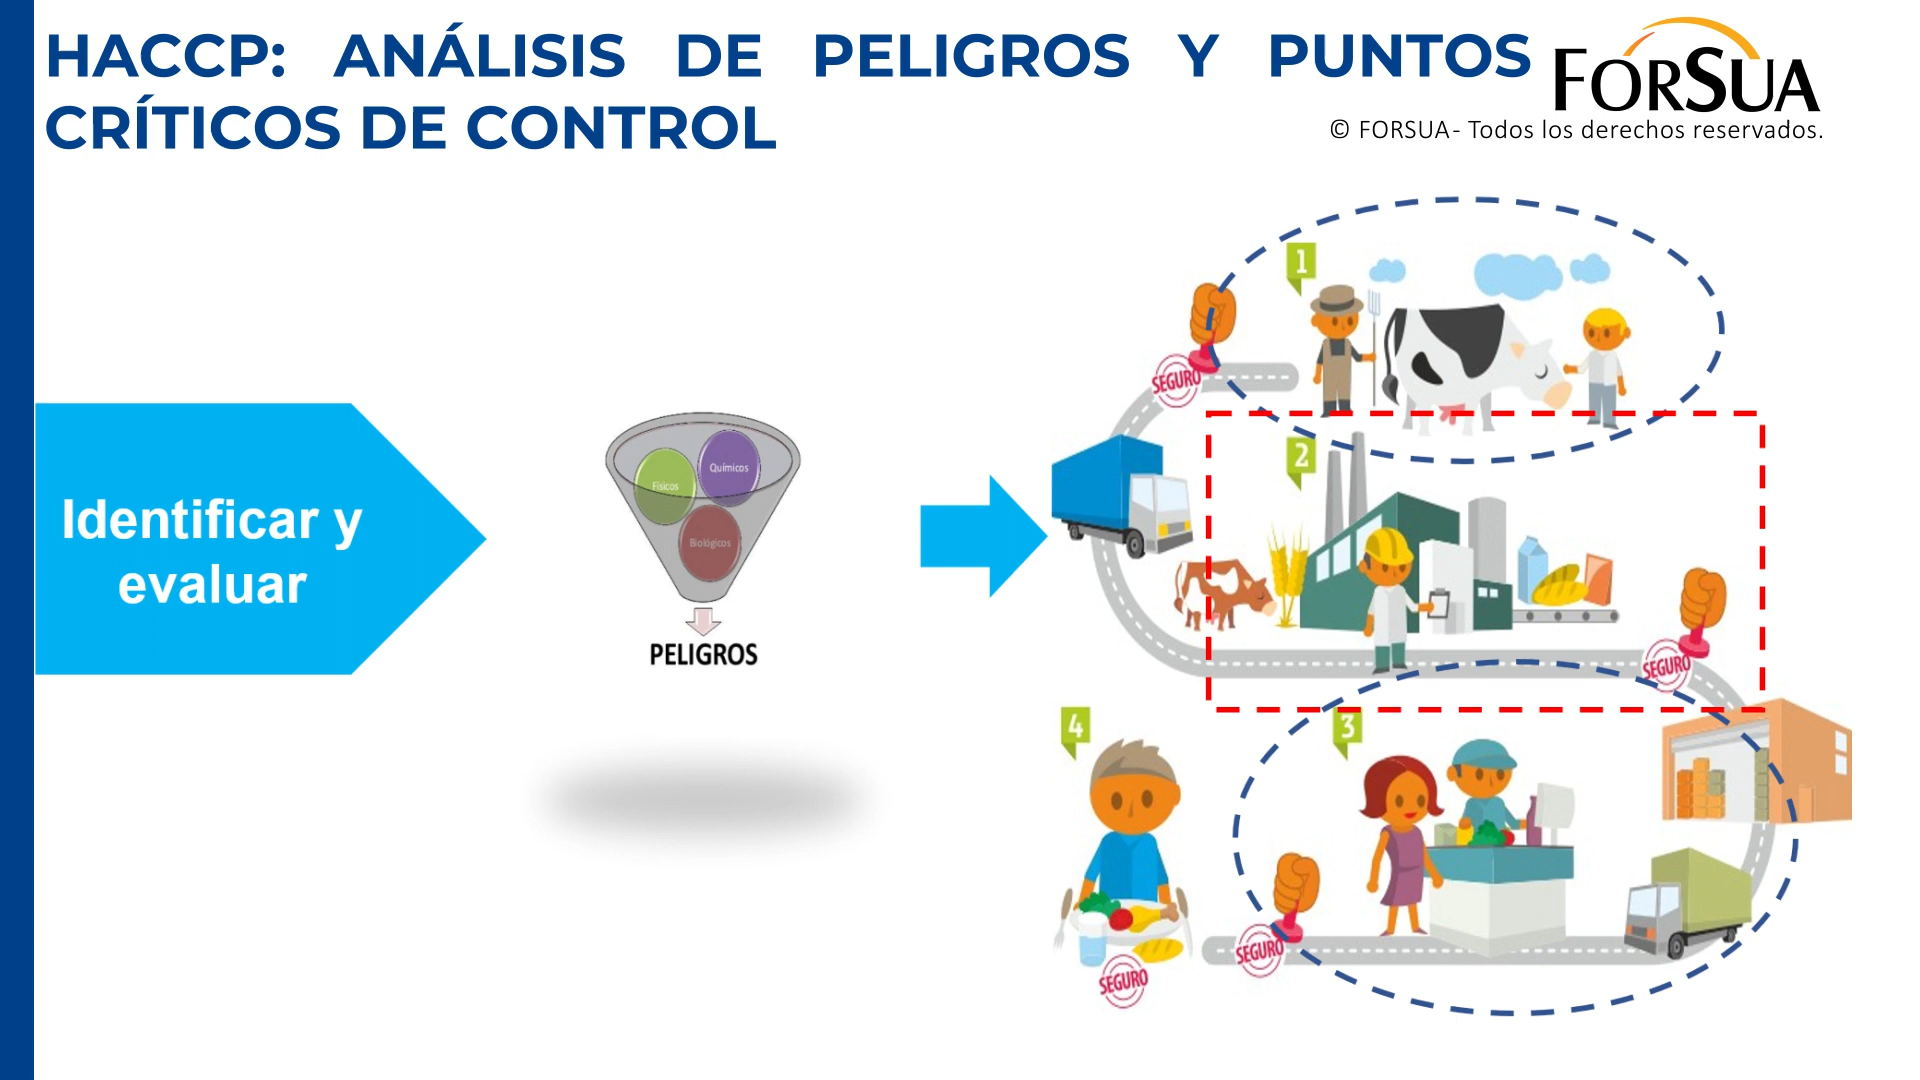 HACCP: ANÁLISIS DE PELIGROS Y PUNTOS
CRÍTICOS DE CONTROL
FORSUA
© FORSUA- Todos los derechos reservados.
Identificar y
evaluar
Físicos
Químicos
Biológicos
PELIGROS
1
SEGURO
2
SEGURO
3
SEGURO
4
SEGURO